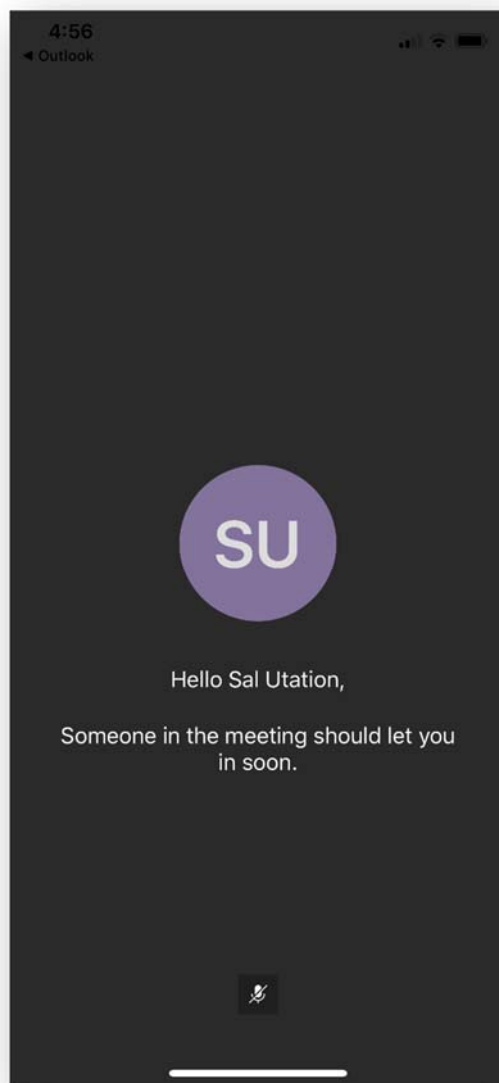 4:56
◀ Outlook
SU
Hello Sal Utation,
Someone in the meeting should let you
in soon.